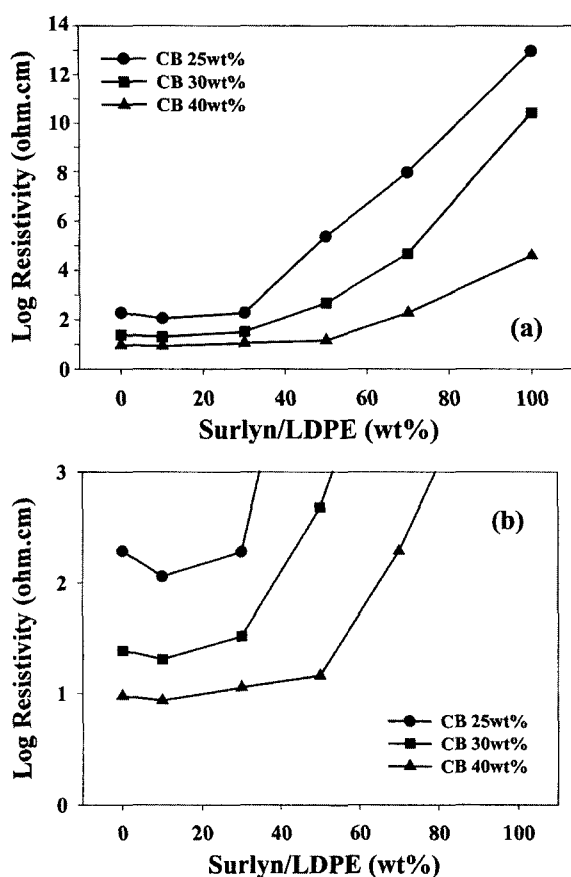 14
12
10
8
6
4
2
0
Log Resistivity (ohm.cm)
CB 25wt%
CB 30wt%
CB 40wt%
(a)
0 20 40 60 80 100
Surlyn/LDPE (wt%)
3
2
1
0
Log Resistivity (ohm.cm)
(b)
CB 25wt%
CB 30wt%
CB 40wt%
0 20 40 60 80 100
Surlyn/LDPE (wt%)